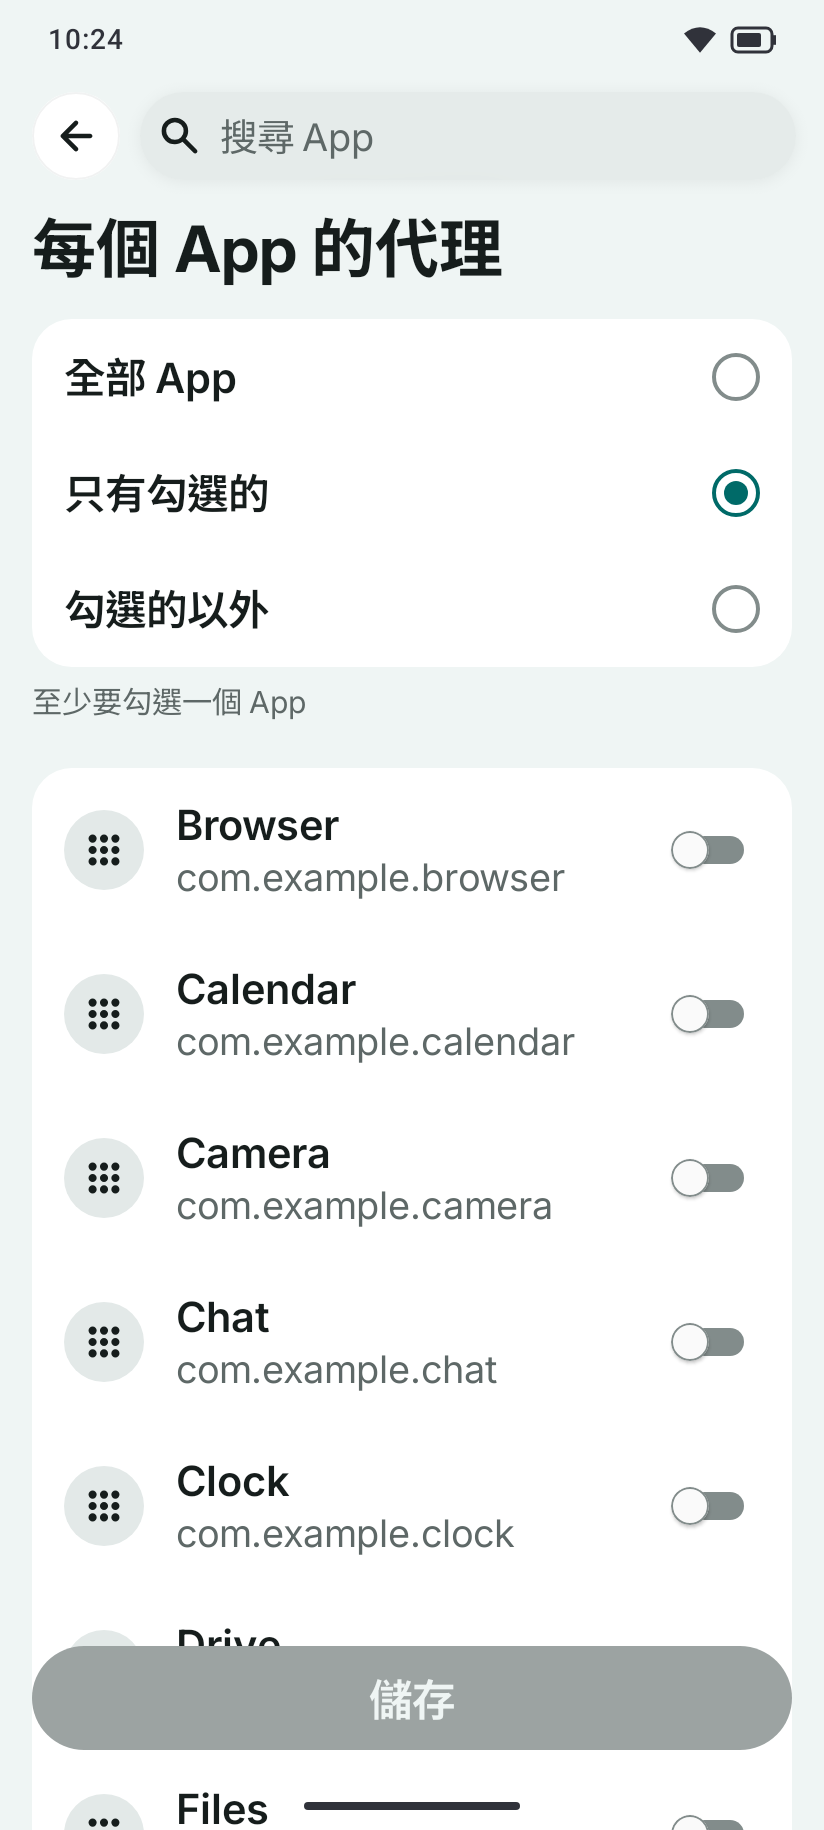 10:24
搜尋 App
每個 App 的代理
全部 App
只有勾選的
勾選的以外
至少要勾選一個 App
Browser
com.example.browser
Calendar
com.example.calendar
Camera
com.example.camera
Chat
com.example.chat
Clock
com.example.clock
Drive
儲存
Files